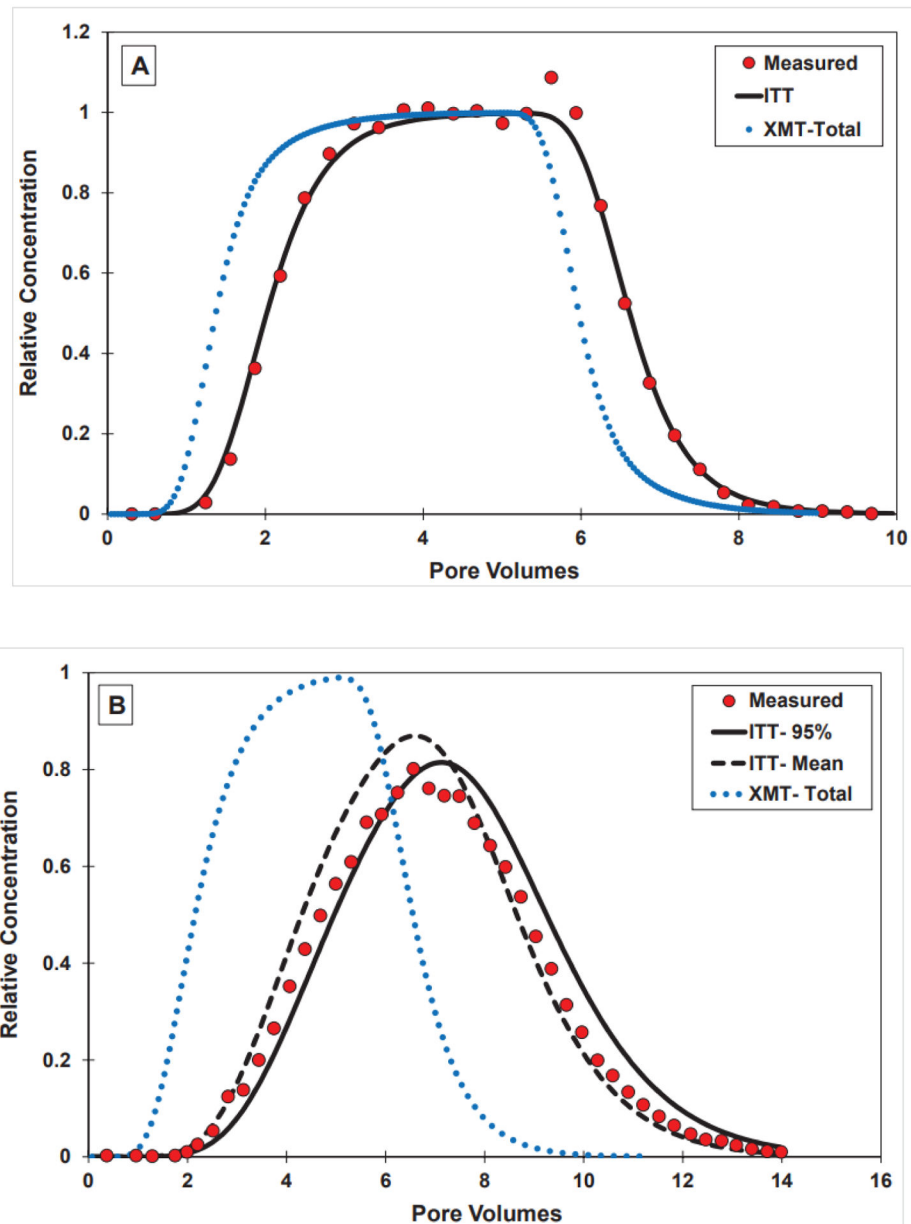 A
Measured
ITT
XMT-Total
1.2
1
0.8
0.6
0.4
0.2
0
Relative Concentration
0 2 4 6 8 10
Pore Volumes
B
Measured
ITT- 95%
ITT- Mean
XMT- Total
1
0.8
0.6
0.4
0.2
0
Relative Concentration
0 2 4 6 8 10 12 14 16
Pore Volumes